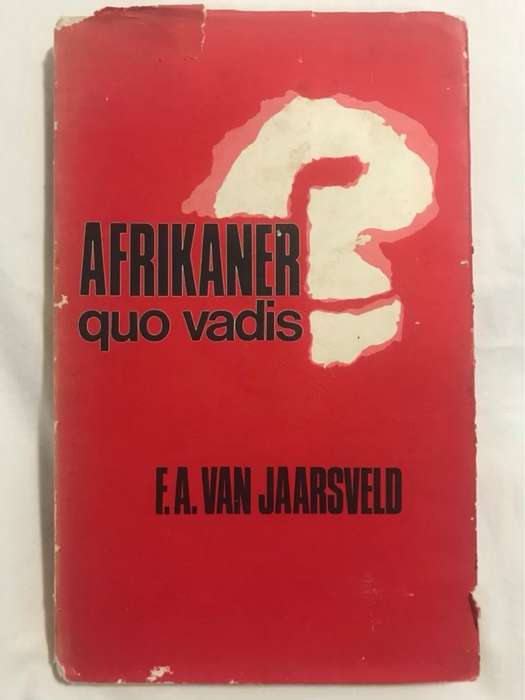 AFRIKANER
quo vadis?
F.A. VAN JAARSVELD